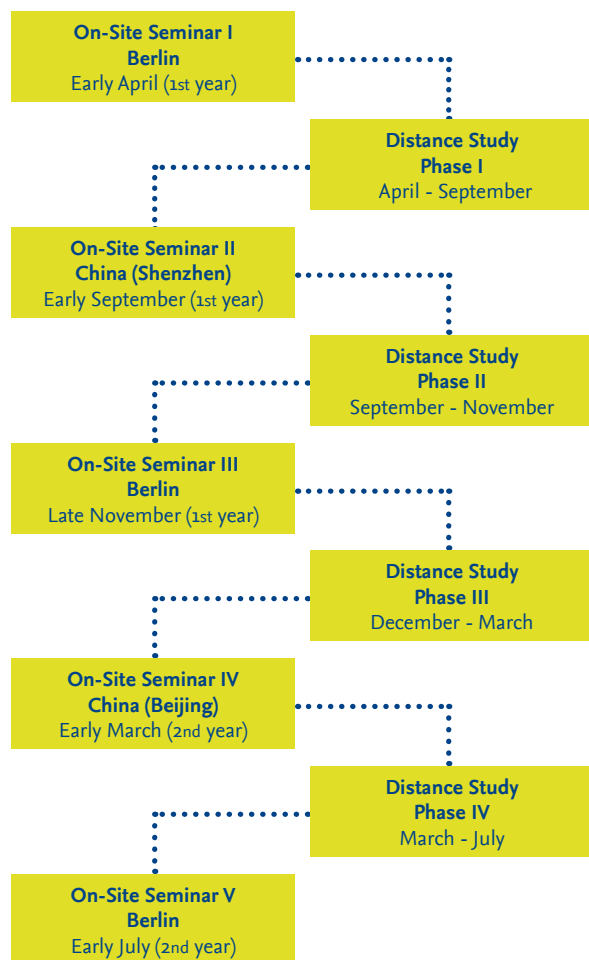 On-Site Seminar I
Berlin
Early April (1st year)
Distance Study
Phase I
April - September
On-Site Seminar II
China (Shenzhen)
Early September (1st year)
Distance Study
Phase II
September - November
On-Site Seminar III
Berlin
Late November (1st year)
Distance Study
Phase III
December - March
On-Site Seminar IV
China (Beijing)
Early March (2nd year)
Distance Study
Phase IV
March - July
On-Site Seminar V
Berlin
Early July (2nd year)